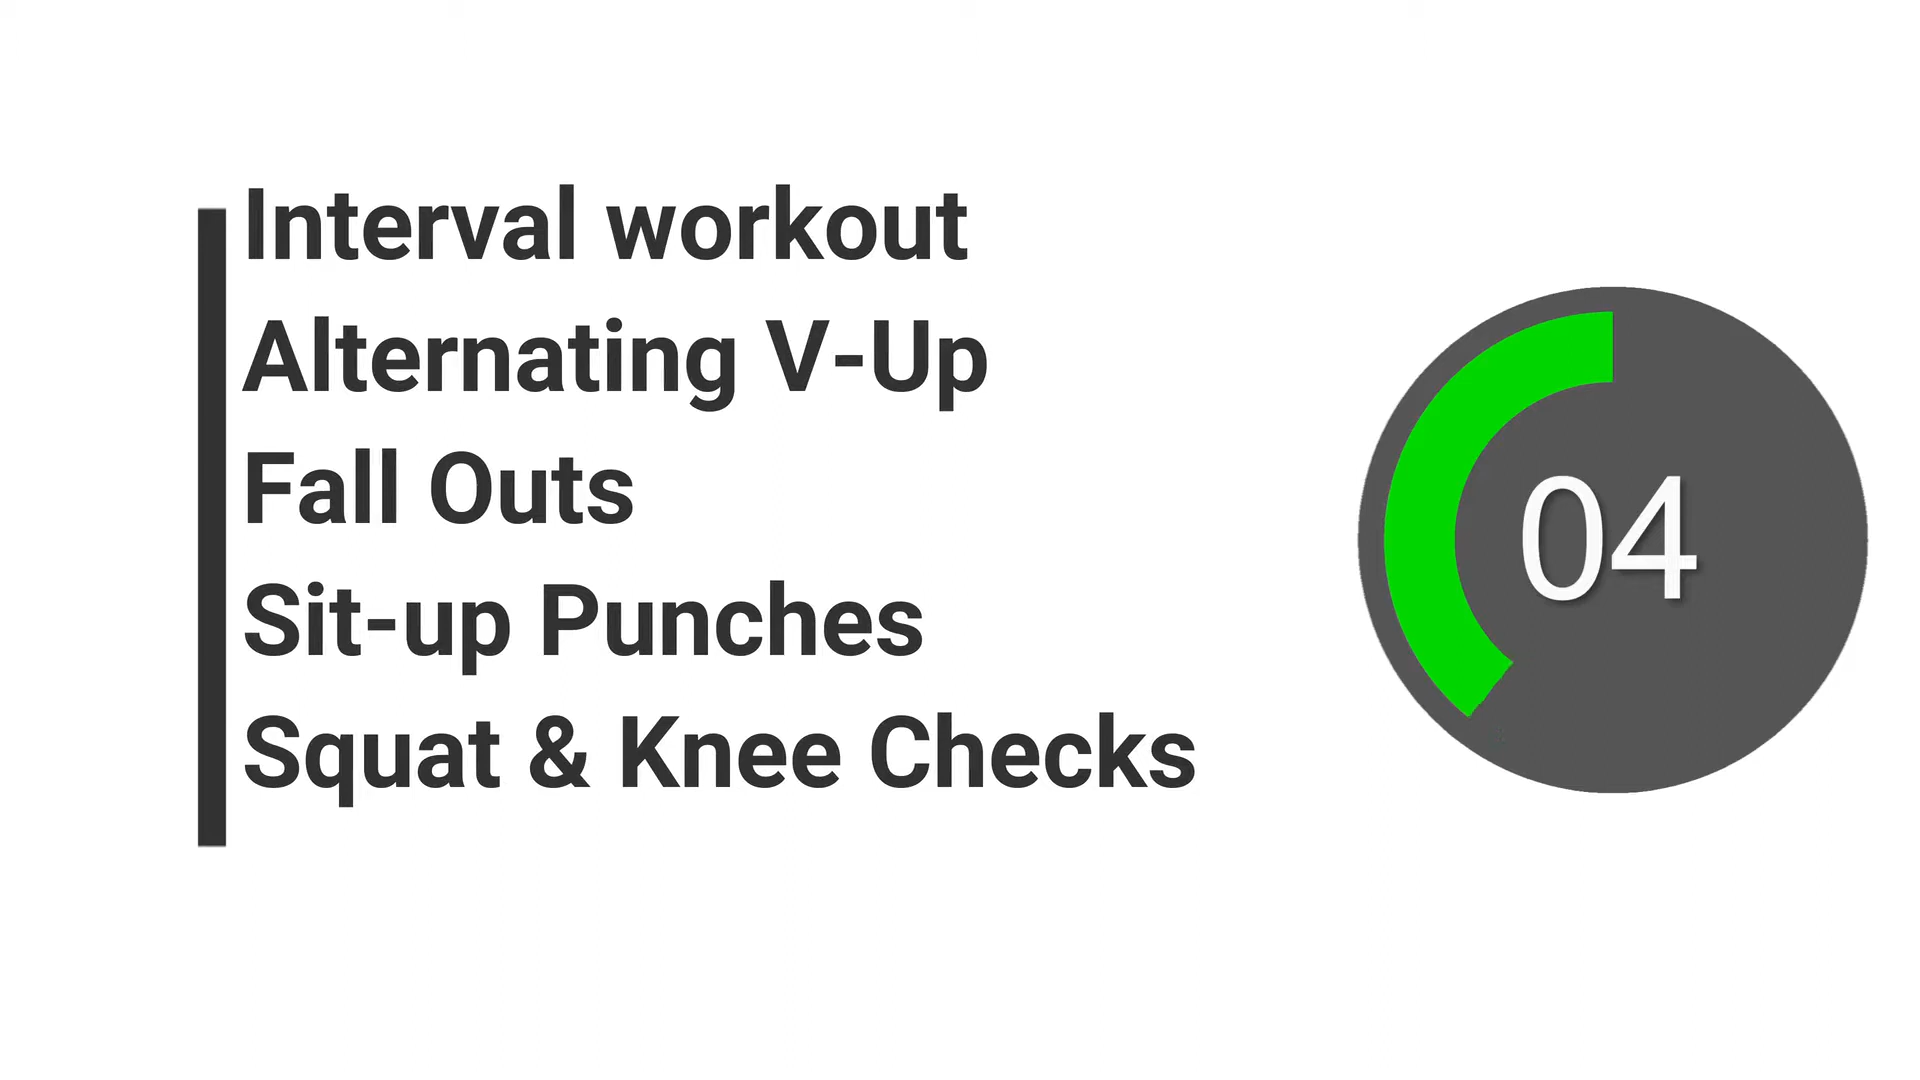 Interval workout
Alternating V-Up
Fall Outs
Sit-up Punches
Squat & Knee Checks
04